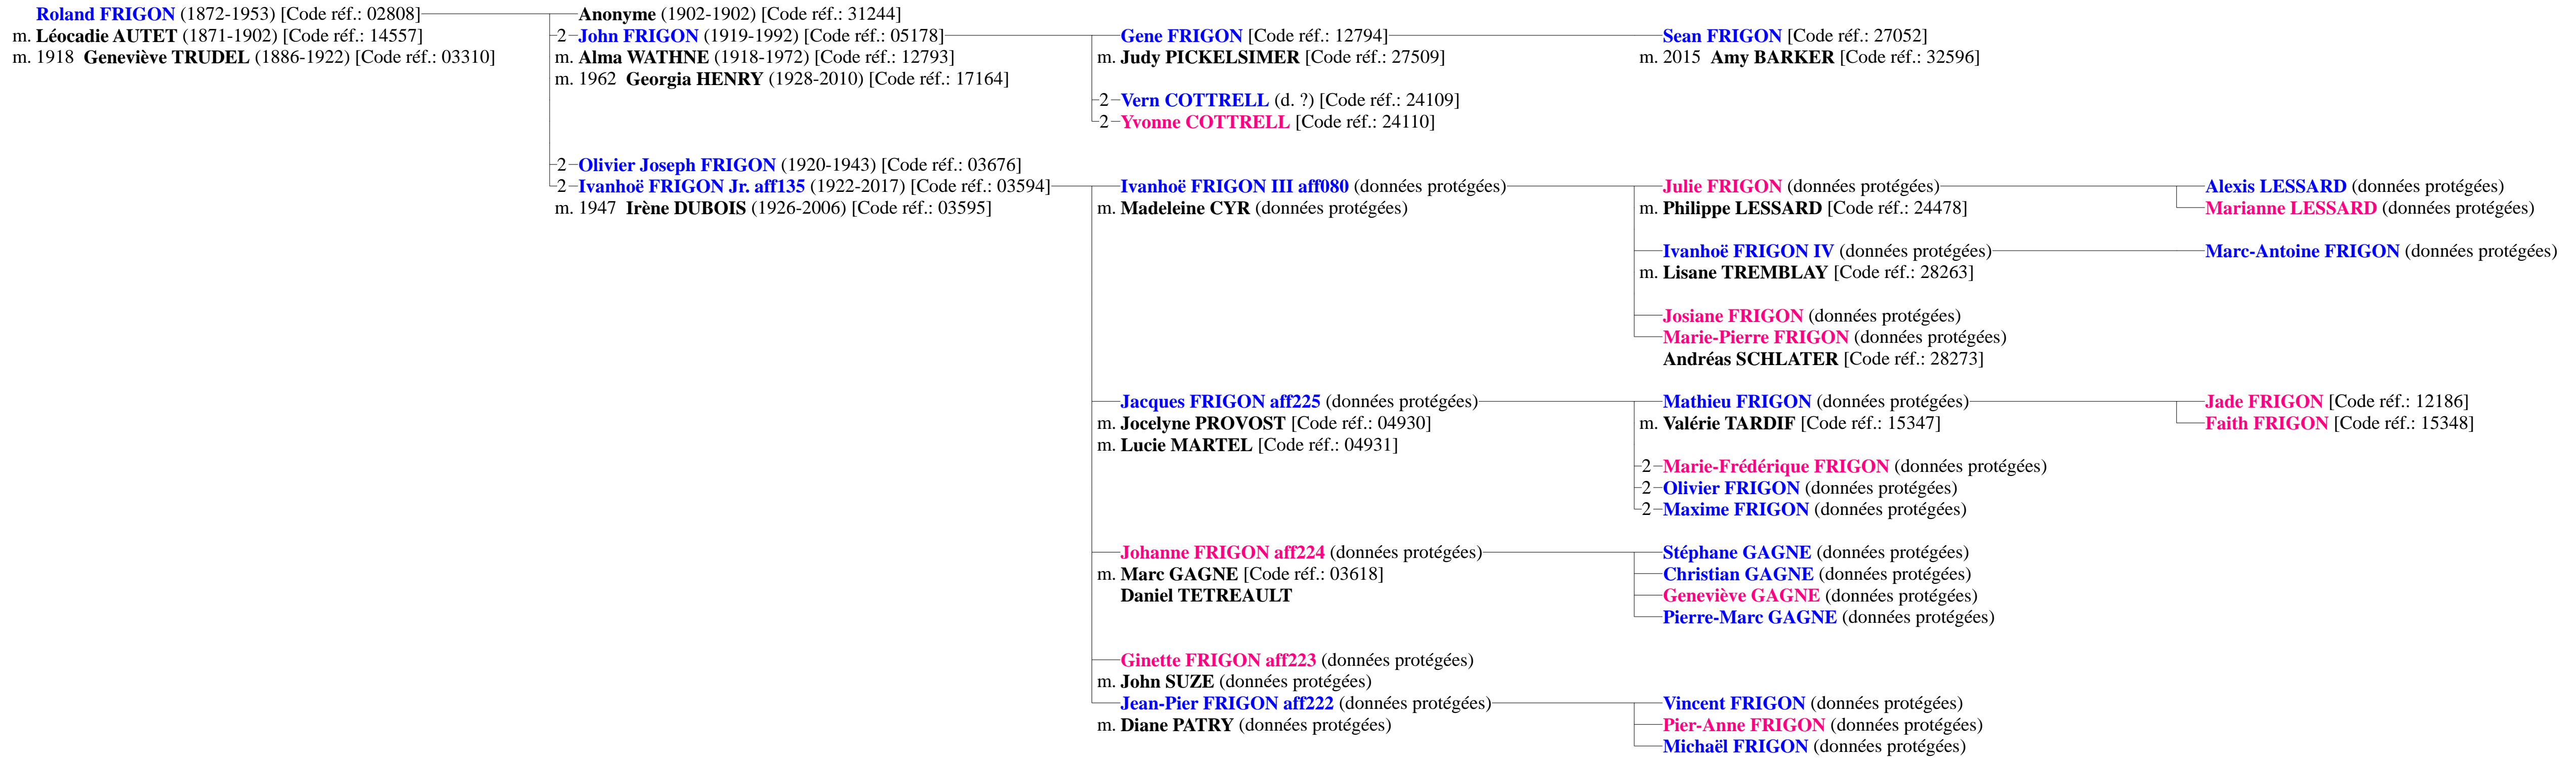 Roland FRIGON (1872-1953) [Code réf.: 02808]
m. Léocadie AUTET (1871-1902) [Code réf.: 14557]
m. 1918 Geneviève TRUDEL (1886-1922) [Code réf.: 03310]
Anonyme (1902-1902) [Code réf.: 31244]
2 John FRIGON (1919-1992) [Code réf.: 05178]
m. Alma WATHNE (1918-1972) [Code réf.: 12793]
m. 1962 Georgia HENRY (1928-2010) [Code réf.: 17164]
Gene FRIGON [Code réf.: 12794]
m. Judy PICKELSIMER [Code réf.: 27509]
Sean FRIGON [Code réf.: 27052]
m. 2015 Amy BARKER [Code réf.: 32596]
2 Vern COTTRELL (d. ?) [Code réf.: 24109]
2 Yvonne COTTRELL [Code réf.: 24110]
2 Olivier Joseph FRIGON (1920-1943) [Code réf.: 03676]
2 Ivanhoë FRIGON Jr. aff135 (1922-2017) [Code réf.: 03594]
m. 1947 Irène DUBOIS (1926-2006) [Code réf.: 03595]
Ivanhoë FRIGON III aff080 (données protégées)
m. Madeleine CYR (données protégées)
Julie FRIGON (données protégées)
m. Philippe LESSARD [Code réf.: 24478]
Alexis LESSARD (données protégées)
Marianne LESSARD (données protégées)
Ivanhoë FRIGON IV (données protégées)
m. Lisane TREMBLAY [Code réf.: 28263]
Marc-Antoine FRIGON (données protégées)
Josiane FRIGON (données protégées)
Marie-Pierre FRIGON (données protégées)
Andréas SCHLATER [Code réf.: 28273]
Jacques FRIGON aff225 (données protégées)
m. Jocelyne PROVOST [Code réf.: 04930]
m. Lucie MARTEL [Code réf.: 04931]
Mathieu FRIGON (données protégées)
m. Valérie TARDIF [Code réf.: 15347]
Jade FRIGON [Code réf.: 12186]
Faith FRIGON [Code réf.: 15348]
2 Marie-Frédérique FRIGON (données protégées)
2 Olivier FRIGON (données protégées)
2 Maxime FRIGON (données protégées)
Johanne FRIGON aff224 (données protégées)
m. Marc GAGNE [Code réf.: 03618]
Daniel TETREAULT
Stéphane GAGNE (données protégées)
Christian GAGNE (données protégées)
Geneviève GAGNE (données protégées)
Pierre-Marc GAGNE (données protégées)
Ginette FRIGON aff223 (données protégées)
m. John SUZE (données protégées)
Jean-Pier FRIGON aff222 (données protégées)
m. Diane PATRY (données protégées)
Vincent FRIGON (données protégées)
Pier-Anne FRIGON (données protégées)
Michaël FRIGON (données protégées)